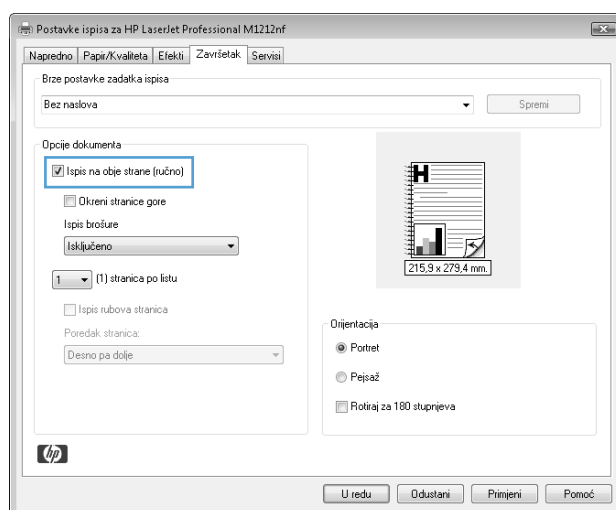 Postavke ispisa za HP LaserJet Professional M1212nf
Napredno Papir/Kvaliteta Efekti Završetak Servisi
Brze postavke zadatka ispisa
Bez naslova Spremi
Opcije dokumenta
Ispis na obje strane (ručno)
Okreni stranice gore
Ispis brošure
Isključeno
1 (1) stranica po listu
Ispis rubova stranica
Poredak stranica:
Desno pa dolje
H
215,9 x 279,4 mm.
Orijentacija
Portret
Pejsaž
Rotiraj za 180 stupnjeva
hp
U redu Odustani Primjeni Pomoć